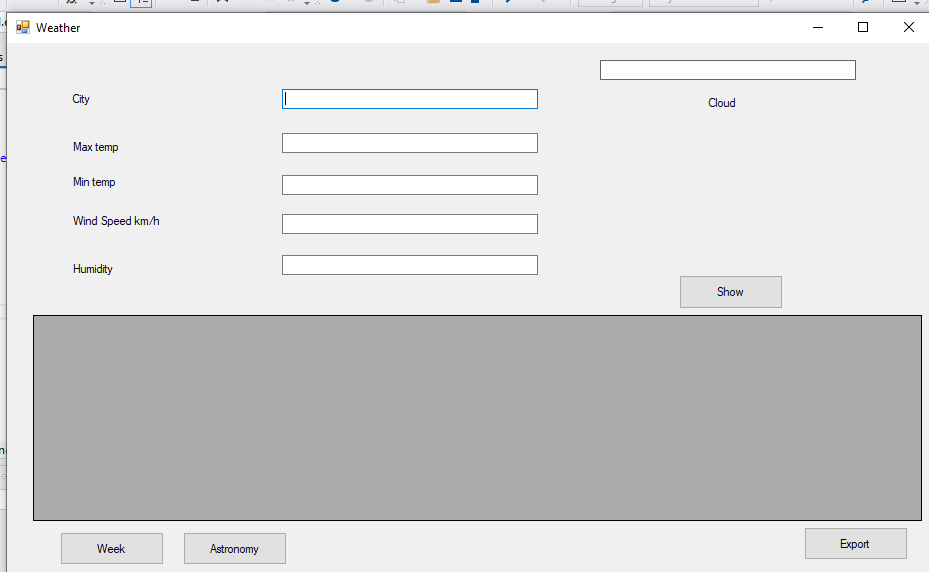 Weather
City
Cloud
Max temp
Min temp
Wind Speed km/h
Humidity
Show
Week
Astronomy
Export